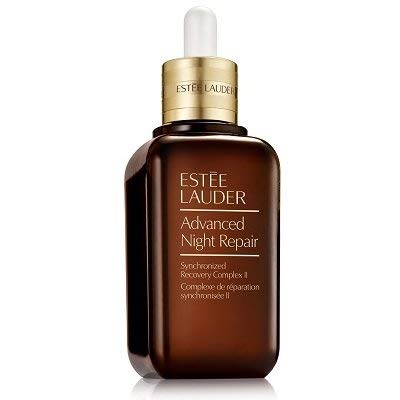 ESTĒE LAUDER
ESTĒE
LAUDER
Advanced
Night Repair
Synchronized
Recovery Complex II
Complexe de réparation
synchronisée II